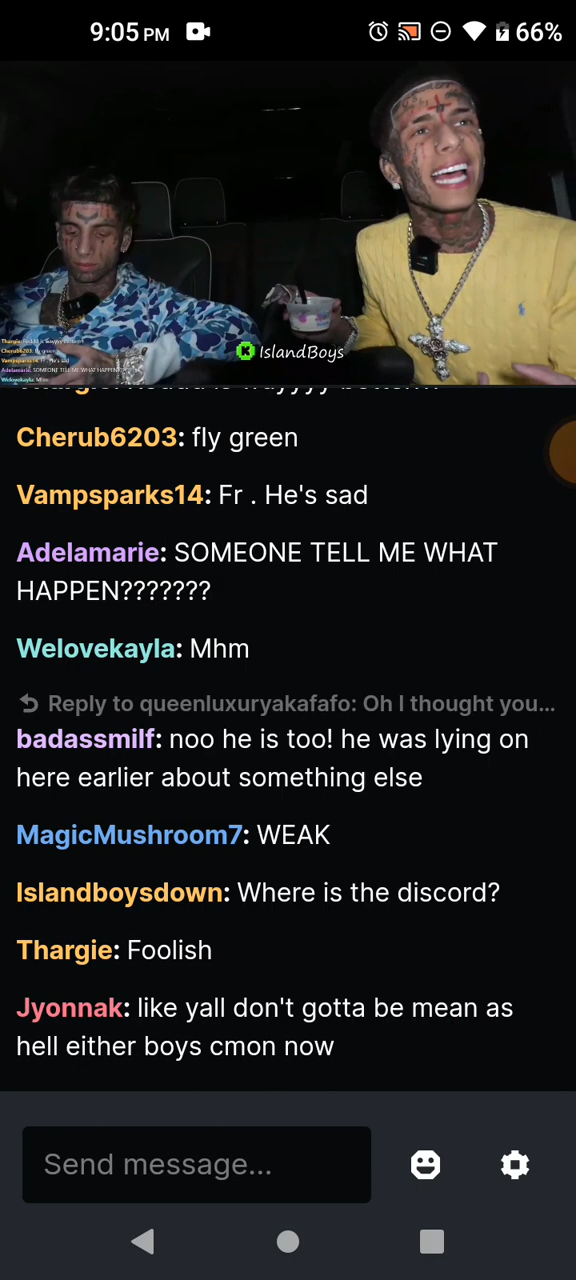 9:05 PM
66%
IslandBoys
Cherub6203: fly green
Vampsparks14: Fr . He's sad
Adelamarie: SOMEONE TELL ME WHAT
HAPPEN???????
Welovekayla: Mhm
Reply to queenluxuryakafafo: Oh I thought you...
badassmilf: noo he is too! he was lying on
here earlier about something else
MagicMushroom7: WEAK
Islandboysdown: Where is the discord?
Thargie: Foolish
Jyonnak: like yall don't gotta be mean as
hell either boys cmon now
Send message...